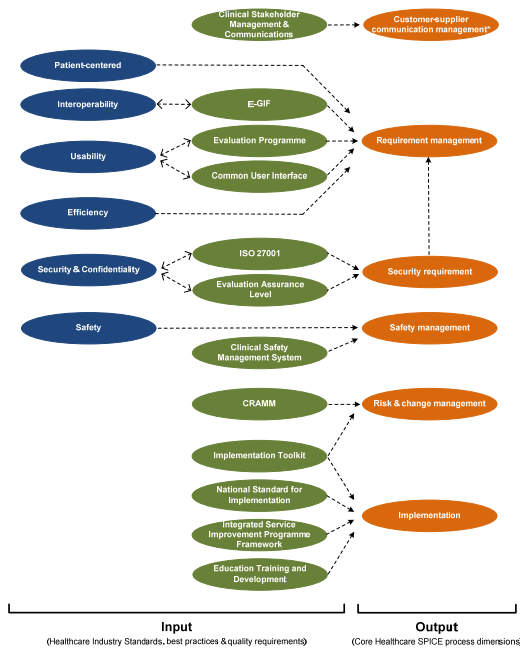 Clinical Stakeholder
Management &
Communications
Customer-supplier
communication management*
Patient-centered
Interoperability
E-GIF
Evaluation Programme
Requirement management
Usability
Common User Interface
Efficiency
ISO 27001
Security & Confidentiality
Security requirement
Evaluation Assurance
Level
Safety
Safety management
Clinical Safety
Management System
CRAMM
Risk & change management
Implementation Toolkit
National Standard for
Implementation
Implementation
Integrated Service
Improvement Programme
Framework
Education Training and
Development
Input
(Healthcare Industry Standards, best practices & quality requirements)
Output
(Core Healthcare SPICE process dimensions)